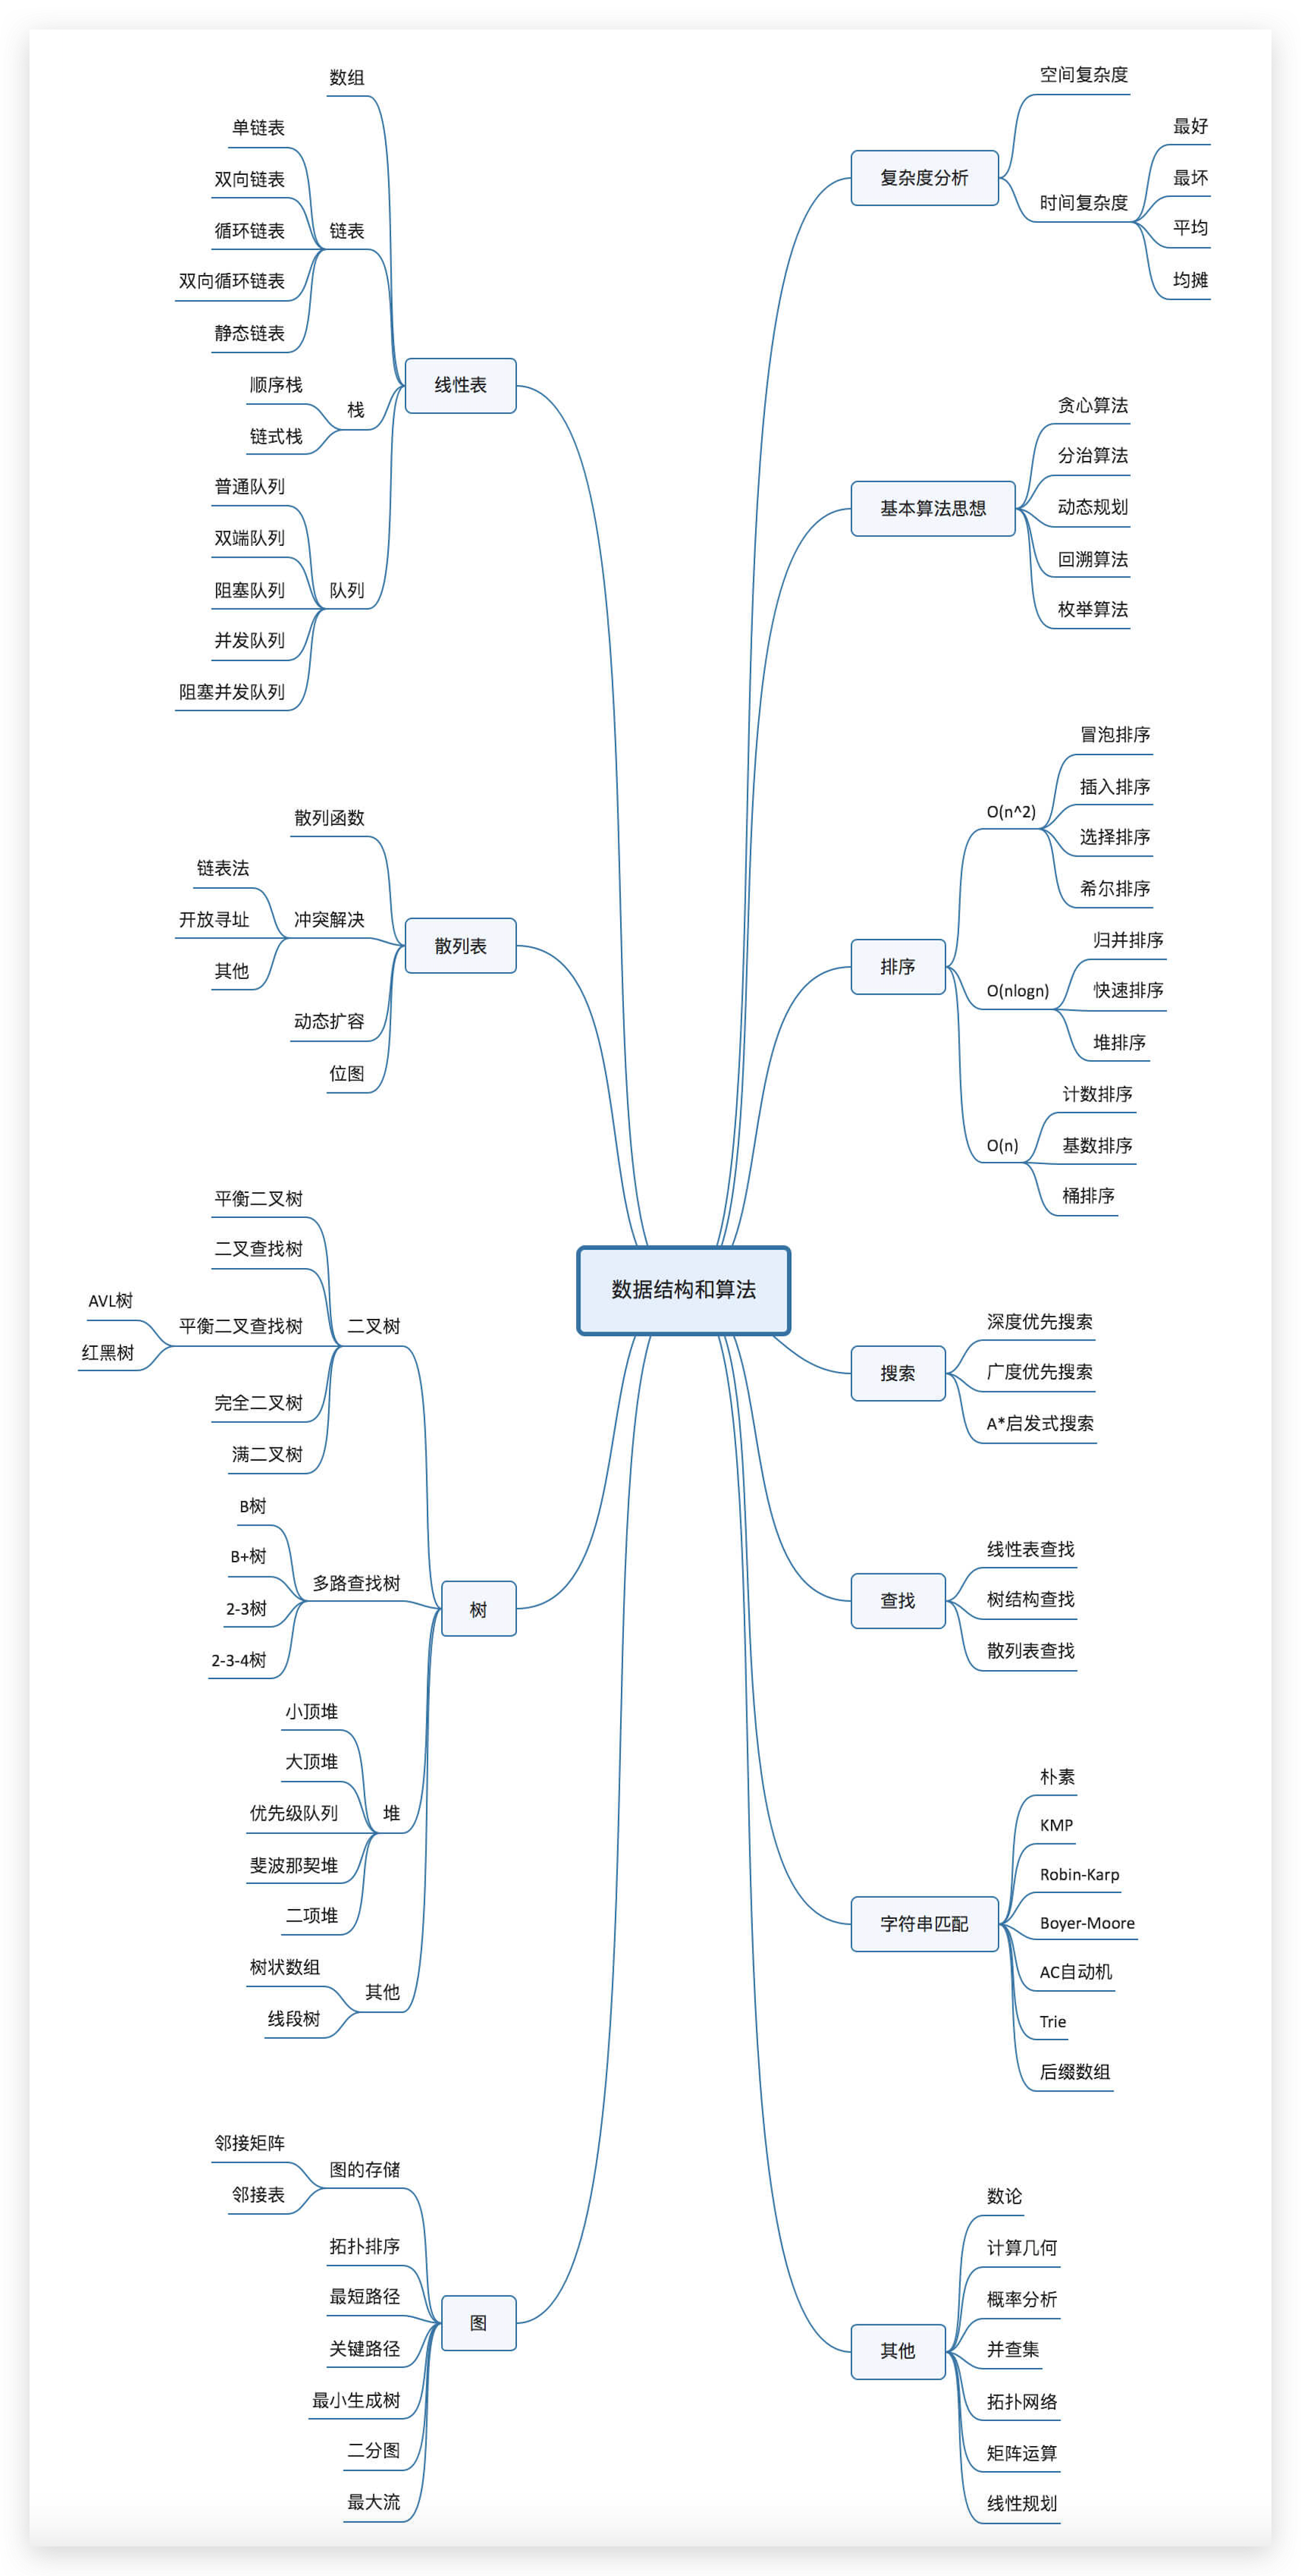 数据结构和算法
线性表
数组
链表
单链表
双向链表
循环链表
双向循环链表
静态链表
栈
顺序栈
链式栈
队列
普通队列
双端队列
阻塞队列
并发队列
阻塞并发队列
散列表
散列函数
冲突解决
链表法
开放寻址
其他
动态扩容
位图
树
二叉树
平衡二叉树
二叉查找树
平衡二叉查找树
AVL树
红黑树
完全二叉树
满二叉树
多路查找树
B树
B+树
2-3树
2-3-4树
堆
小顶堆
大顶堆
优先级队列
斐波那契堆
二项堆
其他
树状数组
线段树
图
图的存储
邻接矩阵
邻接表
拓扑排序
最短路径
关键路径
最小生成树
二分图
最大流
复杂度分析
空间复杂度
时间复杂度
最好
最坏
平均
均摊
基本算法思想
贪心算法
分治算法
动态规划
回溯算法
枚举算法
排序
O(n^2)
冒泡排序
插入排序
选择排序
希尔排序
O(nlogn)
归并排序
快速排序
堆排序
O(n)
计数排序
基数排序
桶排序
搜索
深度优先搜索
广度优先搜索
A*启发式搜索
查找
线性表查找
树结构查找
散列表查找
字符串匹配
朴素
KMP
Robin-Karp
Boyer-Moore
AC自动机
Trie
后缀数组
其他
数论
计算几何
概率分析
并查集
拓扑网络
矩阵运算
线性规划